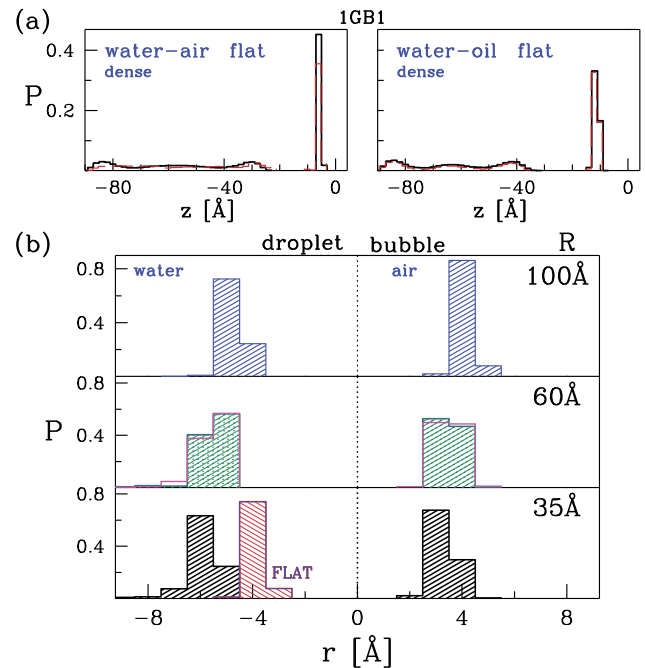 (a)
1GB1
water-air flat
dense
water-oil flat
dense
P
0.4
0.2
-80
-40
0
-80
-40
0
z [Å]
z [Å]
(b)
droplet
bubble
R
water
air
100Å
0.8
0.4
60Å
0.8
0.4
P
35Å
0.8
0.4
FLAT
-8
-4
0
4
8
r [Å]